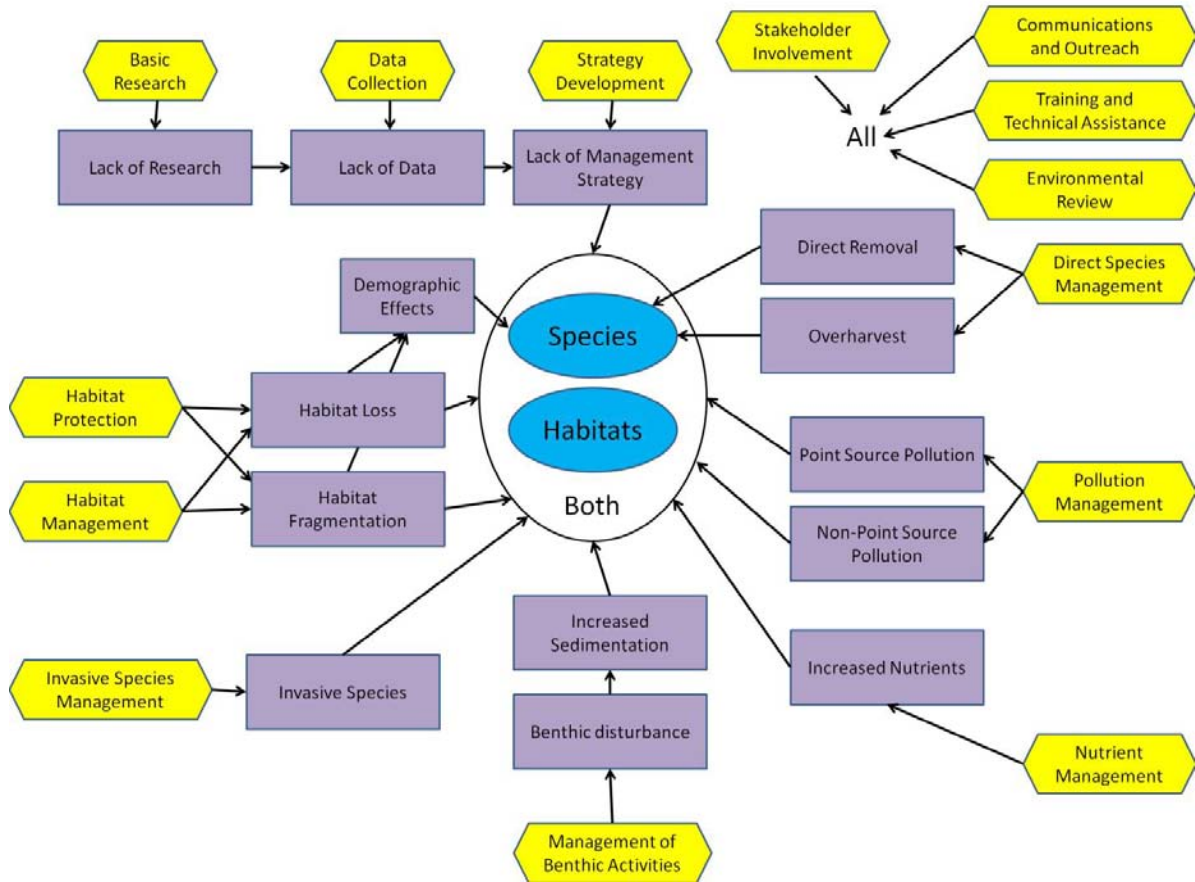 Basic
Research
Data
Collection
Strategy
Development
Stakeholder
Involvement
Communications
and Outreach
Training and
Technical Assistance
All
Environmental
Review
Lack of Research
Lack of Data
Lack of Management
Strategy
Direct Removal
Direct Species
Management
Demographic
Effects
Species
Overharvest
Habitat
Protection
Habitat Loss
Habitats
Point Source Pollution
Pollution
Management
Habitat
Management
Habitat
Fragmentation
Both
Non-Point Source
Pollution
Increased
Sedimentation
Increased Nutrients
Invasive Species
Management
Invasive Species
Benthic disturbance
Nutrient
Management
Management of
Benthic Activities